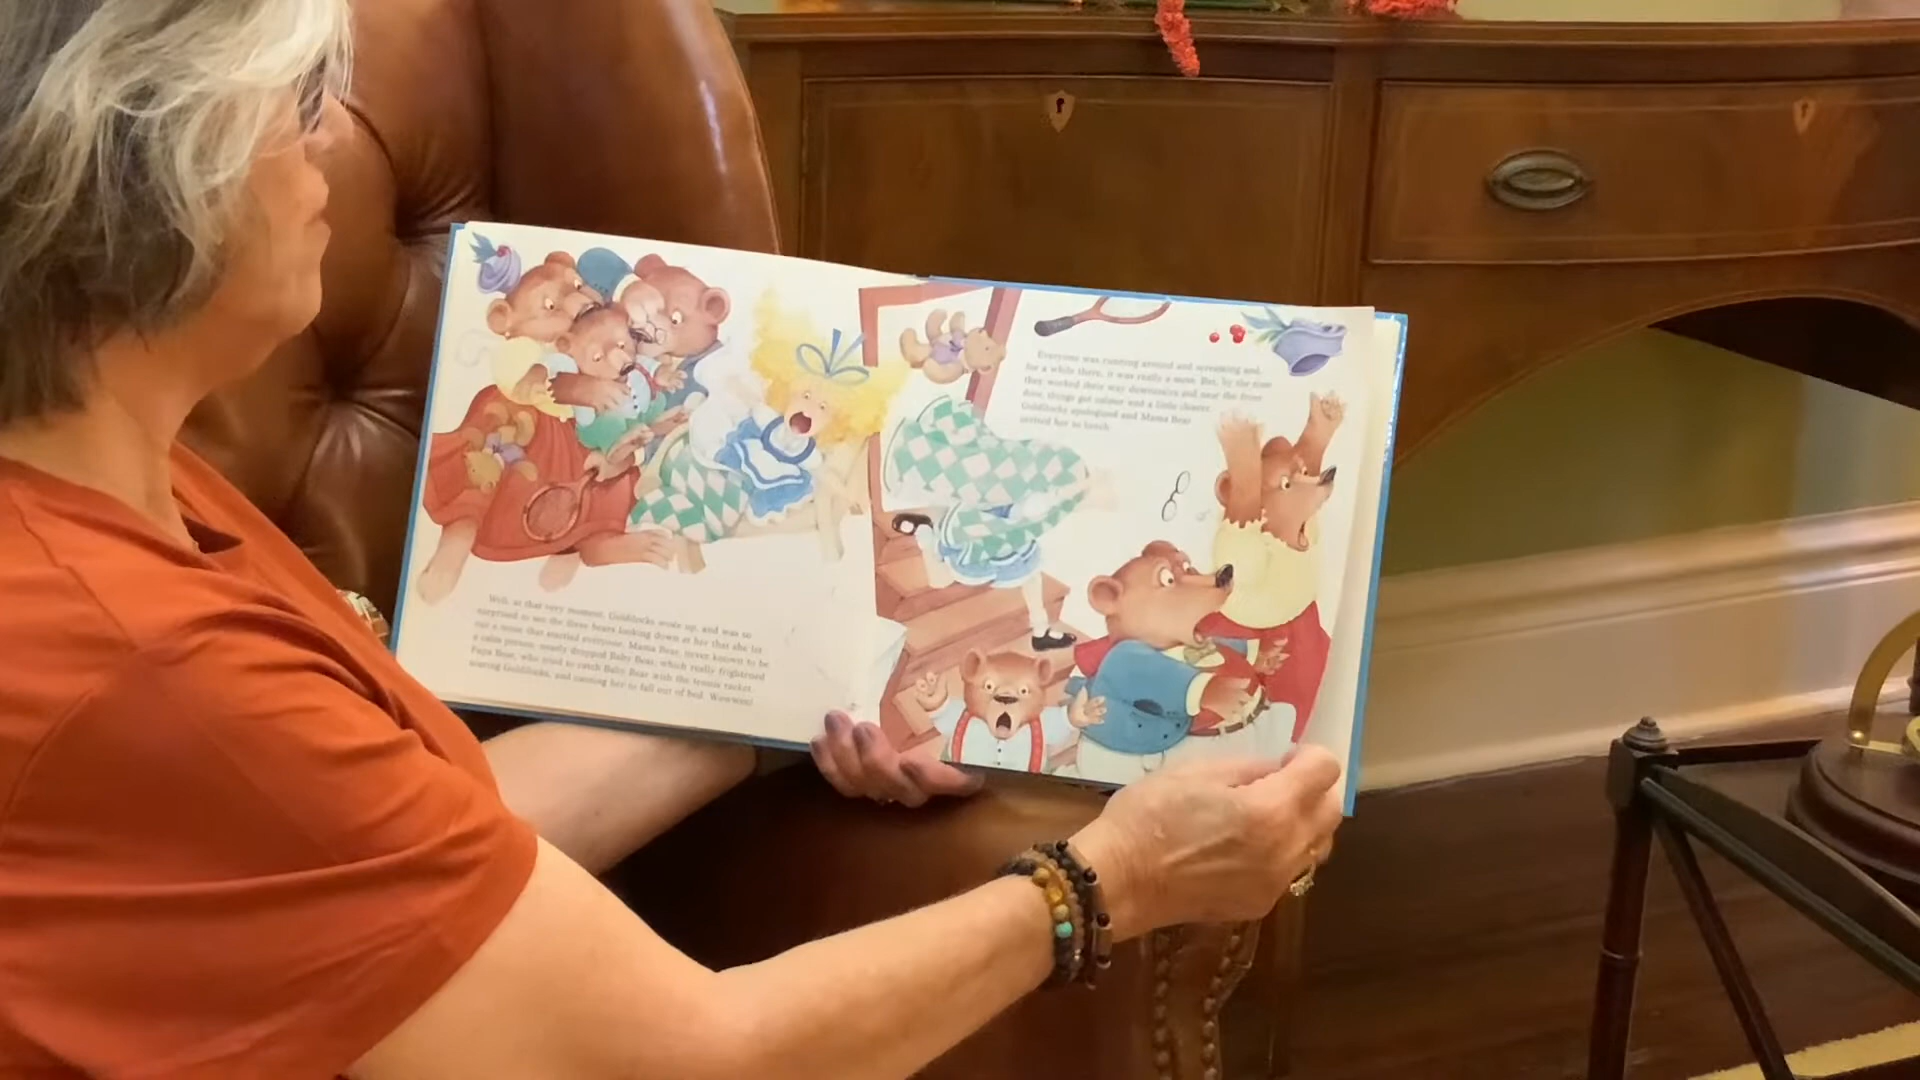 Well, at that very moment, Goldilocks woke up, and was so
surprised to see the three bears looking down at her that she let
out a noise that startled everyone. Mama Bear, never known to be
a calm person, nearly dropped Baby Bear, which really frightened
Papa Bear, who tried to catch Baby Bear with the tennis racket,
scaring Goldilocks, and causing her to fall out of bed. Wowwee!
Everyone was running around and screaming and,
for a while there, it was really a mess. But, by the time
they worked their way downstairs and near the front
door, things got calmer and a little clearer.
Goldilocks apologized and Mama Bear
invited her to lunch.